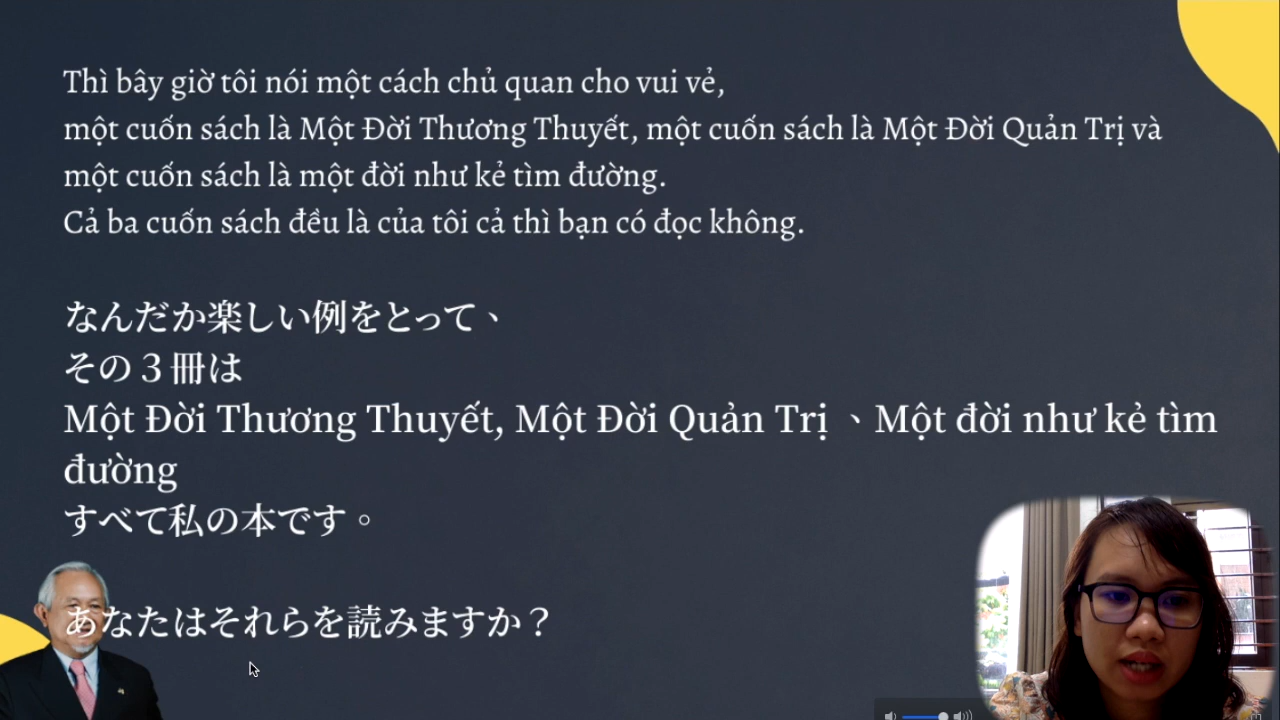 Thì bây giờ tôi nói một cách chủ quan cho vui vẻ,
một cuốn sách là Một Đời Thương Thuyết, một cuốn sách là Một Đời Quản Trị và
một cuốn sách là một đời như kẻ tìm đường.
Cả ba cuốn sách đều là của tôi cả thì bạn có đọc không.
なんだか楽しい例をとって、
その３冊は
Một Đời Thương Thuyết, Một Đời Quản Trị 、Một đời như kẻ tìm
đường
すべて私の本です。
あなたはそれらを読みますか？